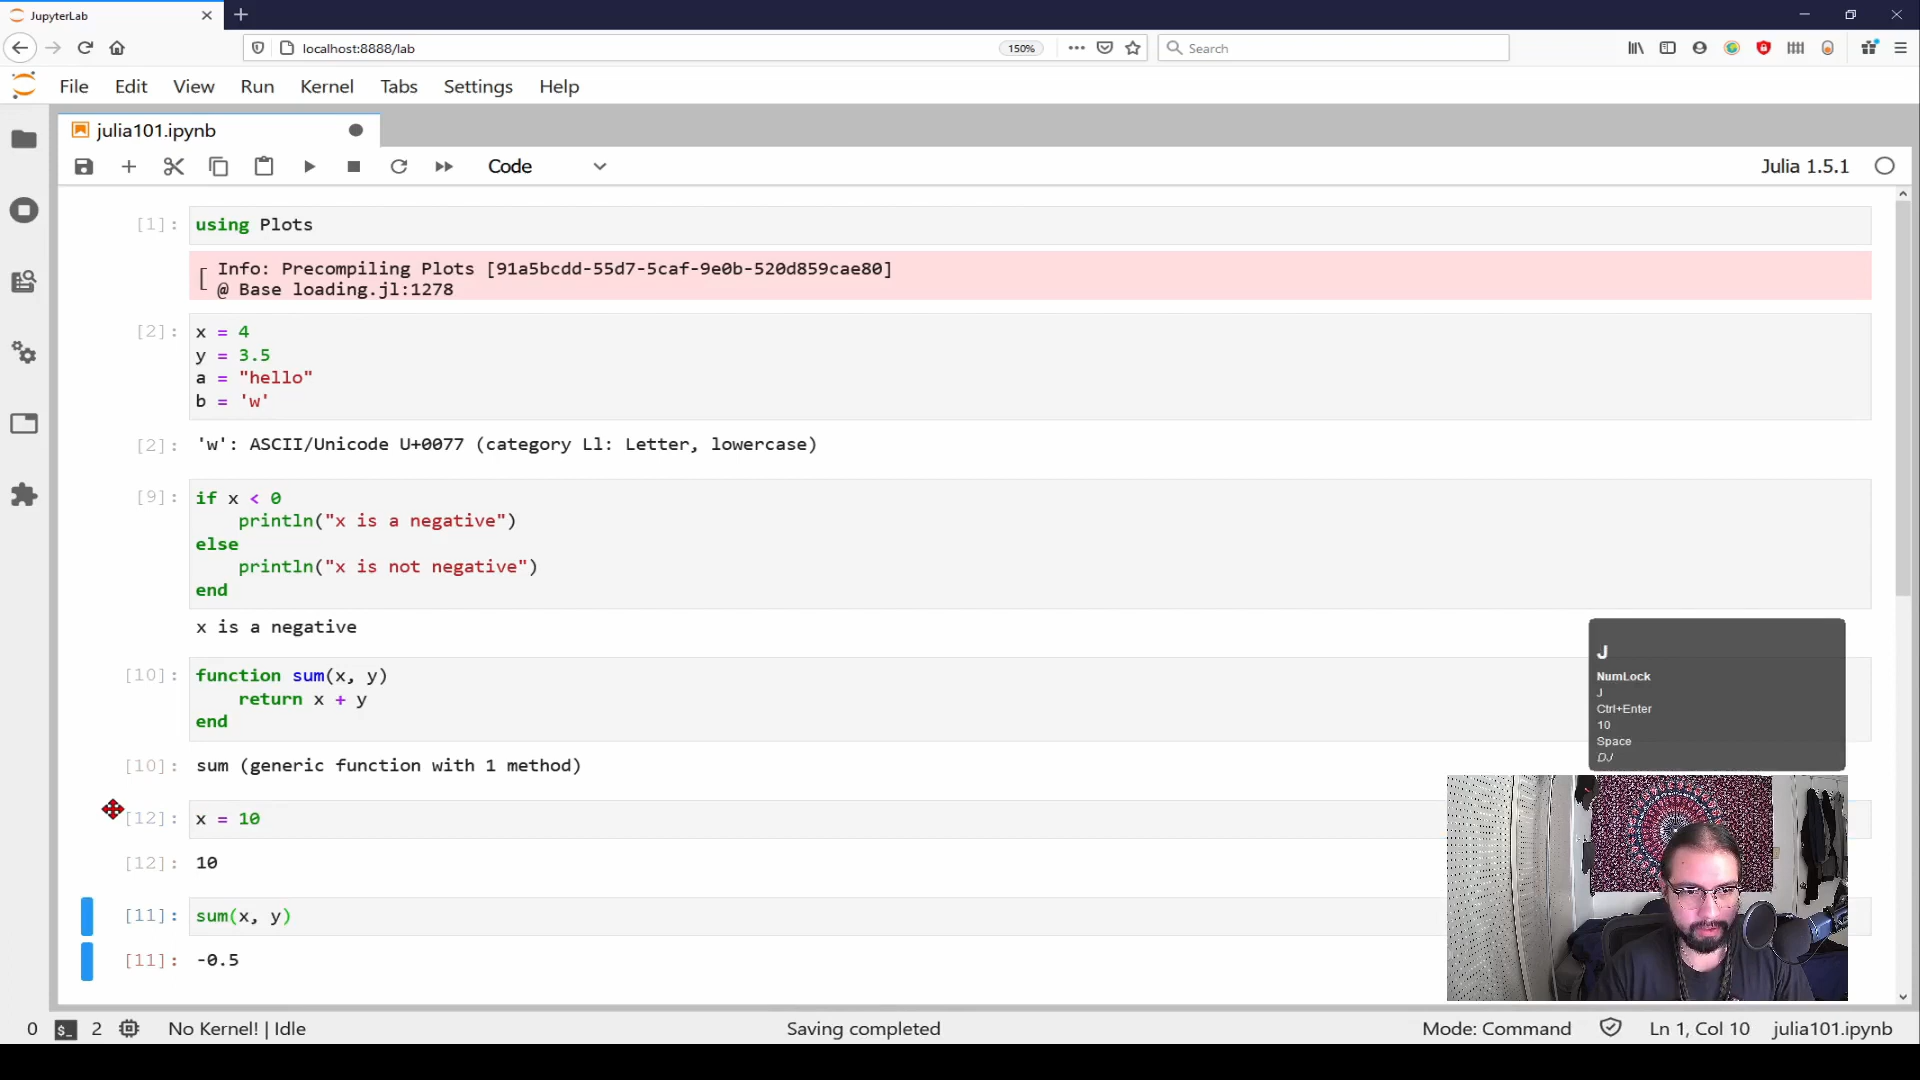 JupyterLab
localhost:8888/lab
150%
Search
File Edit View Run Kernel Tabs Settings Help
julia101.ipynb
Code
Julia 1.5.1
[1]: using Plots
[ Info: Precompiling Plots [91a5bcdd-55d7-5caf-9e0b-520d859cae80]
@ Base loading.jl:1278
[2]: x = 4
y = 3.5
a = "hello"
b = 'w'
[2]: 'w': ASCII/Unicode U+0077 (category Ll: Letter, lowercase)
[9]: if x < 0
println("x is a negative")
else
println("x is not negative")
end
x is a negative
[10]: function sum(x, y)
return x + y
end
[10]: sum (generic function with 1 method)
[12]: x = 10
[12]: 10
[11]: sum(x, y)
[11]: -0.5
J
NumLock
J
Ctrl+Enter
10
Space
DJ
0 $_ 2 No Kernel! | Idle Saving completed Mode: Command Ln 1, Col 10 julia101.ipynb